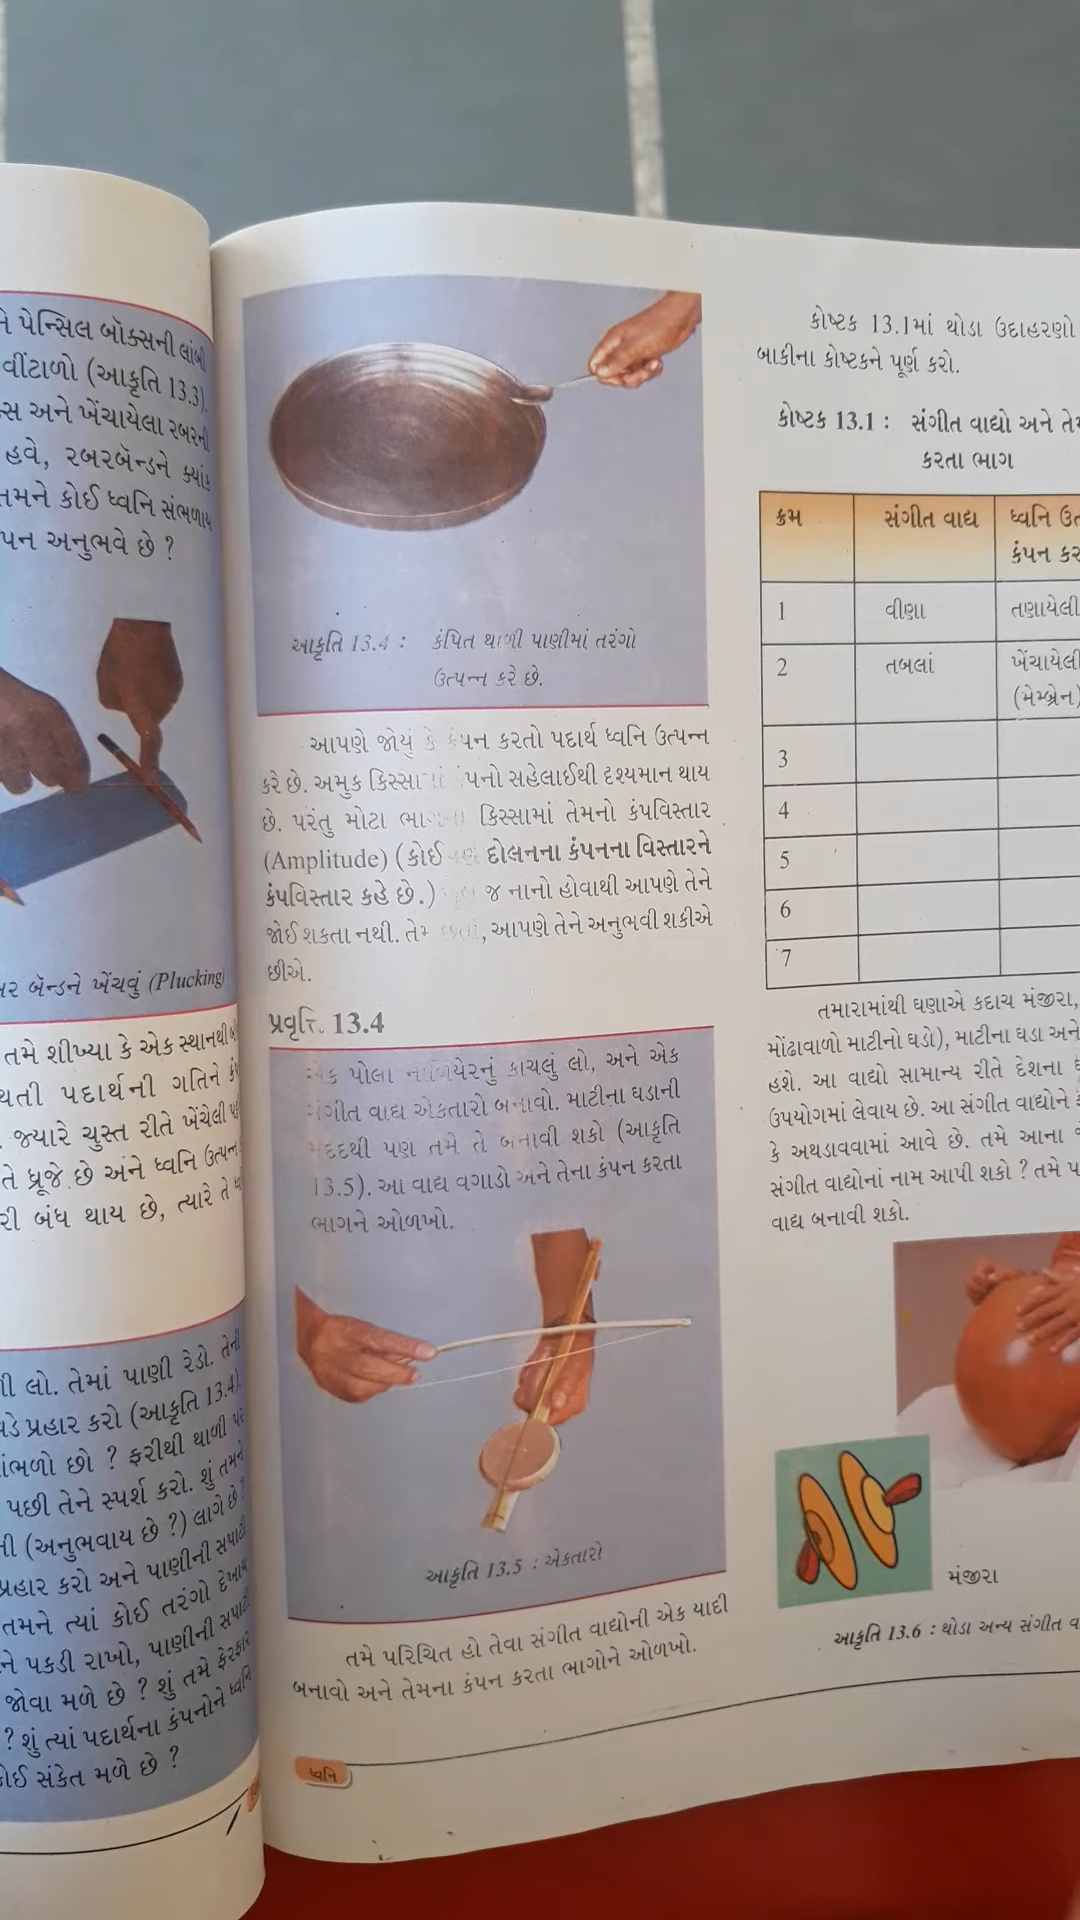 ને પેન્સિલ બૉક્સની લાંબી
વીંટાળો (આકૃતિ 13.3).
અને ખેંચાયેલા રબરની
હવે, રબરબૅન્ડને ક્યાંક
તમને કોઈ ધ્વનિ સંભળાય
અનુભવે છે ?
બૅન્ડને ખેંચવું (Plucking)
તમે શીખ્યા કે એક સ્થાનથી
પદાર્થની ગતિને
જ્યારે ચુસ્ત રીતે ખેંચેલી
તે ધ્રૂજે છે અને ધ્વનિ ઉત્પન્ન
બંધ થાય છે, ત્યારે તે
લો. તેમાં પાણી રેડો. તેની
પ્રહાર કરો (આકૃતિ 13.4).
છો ? ફરીથી થાળી પર
પછી તેને સ્પર્શ કરો. શું તમને
(અનુભવાય છે ?) લાગે છે ?
પ્રહાર કરો અને પાણીની સપાટી
તમને ત્યાં કોઈ તરંગો દેખાય
પકડી રાખો, પાણીની સપાટી
જોવા મળે છે ? શું તમે ફેરફાર
? શું ત્યાં પદાર્થના કંપનોને ધ્વનિ
કોઈ સંકેત મળે છે ?
આકૃતિ 13.4 : કંપિત થાળી પાણીમાં તરંગો
ઉત્પન્ન કરે છે.
આપણે જોયું કે કંપન કરતો પદાર્થ ધ્વનિ ઉત્પન્ન
કરે છે. અમુક કિસ્સામાં કંપનો સહેલાઈથી દૃશ્યમાન થાય
છે. પરંતુ મોટા ભાગના કિસ્સામાં તેમનો કંપવિસ્તાર
(Amplitude) (કોઈ પણ દોલનના કંપનના વિસ્તારને
કંપવિસ્તાર કહે છે.) જ નાનો હોવાથી આપણે તેને
જોઈ શકતા નથી. તેમ છતાં, આપણે તેને અનુભવી શકીએ
છીએ.
પ્રવૃત્તિ 13.4
એક પોલા નાળિયેરનું કાચલું લો, અને એક
સંગીત વાદ્ય એકતારો બનાવો. માટીના ઘડાની
મદદથી પણ તમે તે બનાવી શકો (આકૃતિ
13.5). આ વાદ્ય વગાડો અને તેના કંપન કરતા
ભાગને ઓળખો.
આકૃતિ 13.5 : એકતારો
તમે પરિચિત હો તેવા સંગીત વાદ્યોની એક યાદી
બનાવો અને તેમના કંપન કરતા ભાગોને ઓળખો.
ધ્વનિ
કોષ્ટક 13.1માં થોડા ઉદાહરણો
બાકીના કોષ્ટકને પૂર્ણ કરો.
કોષ્ટક 13.1 : સંગીત વાદ્યો અને
કરતા ભાગ
ક્રમ સંગીત વાદ્ય ધ્વનિ
કંપન
1 વીણા તણાયેલી
2 તબલાં ખેંચાયેલી
(મેમ્બ્રેન)
3
4
5
6
7
તમારામાંથી ઘણાએ કદાચ મંજીરા,
મોંઢાવાળો માટીનો ઘડો), માટીના ઘડા અને
હશે. આ વાદ્યો સામાન્ય રીતે દેશના
ઉપયોગમાં લેવાય છે. આ સંગીત વાદ્યોને
કે અથડાવવામાં આવે છે. તમે આના
સંગીત વાદ્યોનાં નામ આપી શકો ? તમે
વાદ્ય બનાવી શકો.
મંજીરા
આકૃતિ 13.6 : થોડા અન્ય સંગીત